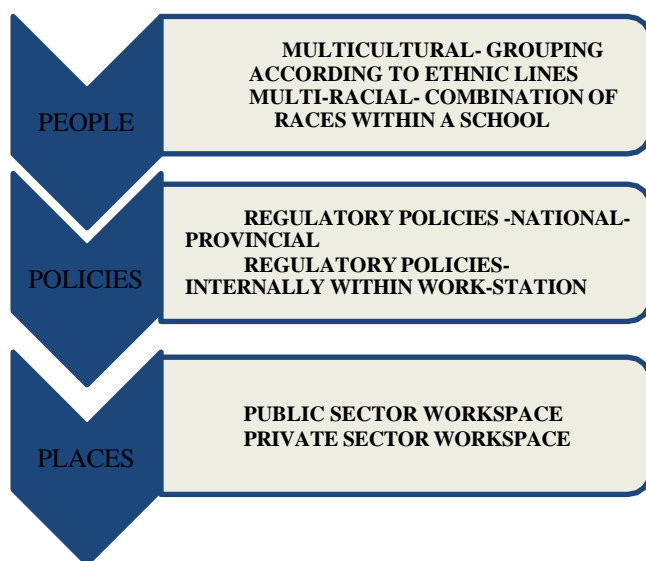 PEOPLE
MULTICULTURAL- GROUPING
ACCORDING TO ETHNIC LINES
MULTI-RACIAL- COMBINATION OF
RACES WITHIN A SCHOOL
POLICIES
REGULATORY POLICIES -NATIONAL-
PROVINCIAL
REGULATORY POLICIES-
INTERNALLY WITHIN WORK-STATION
PLACES
PUBLIC SECTOR WORKSPACE
PRIVATE SECTOR WORKSPACE